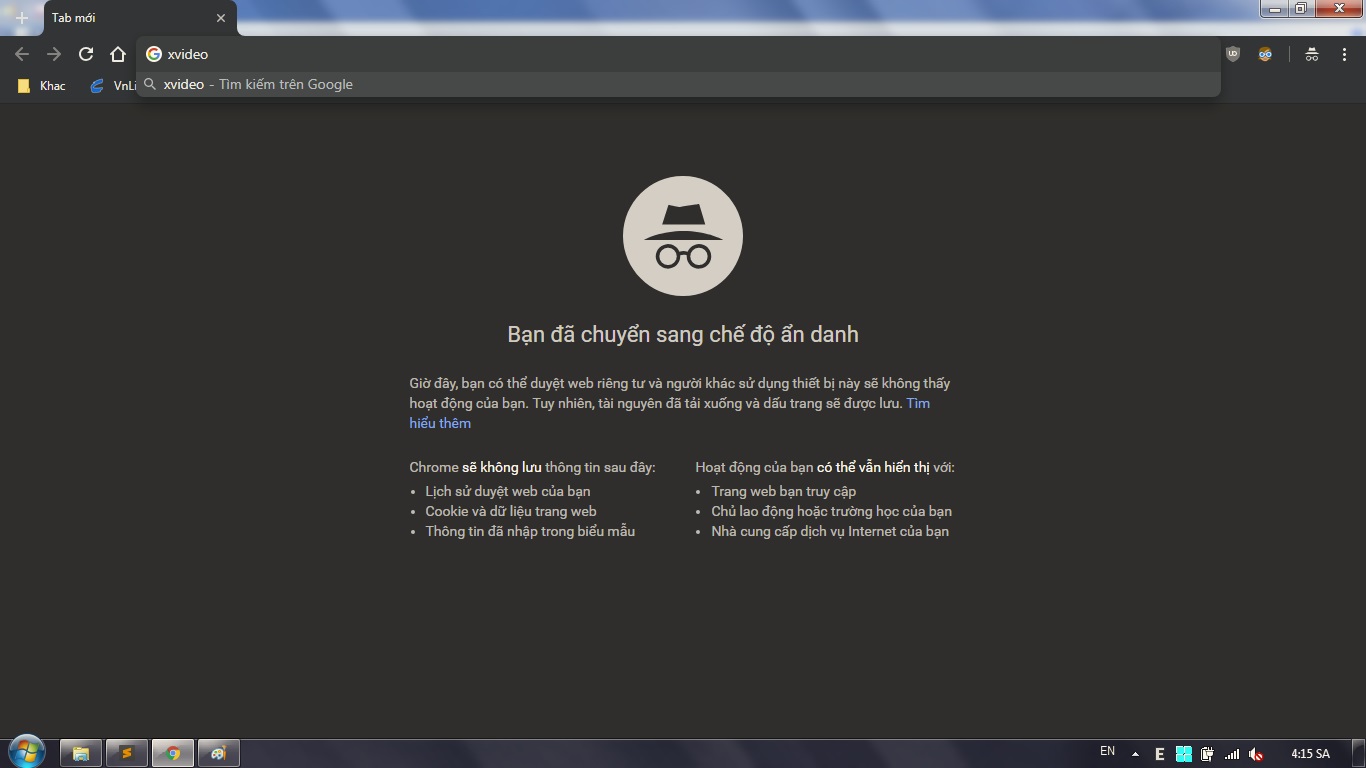 Tab mới
xvideo
Khac
VnLi
xvideo - Tìm kiếm trên Google
UD
Bạn đã chuyển sang chế độ ẩn danh
Giờ đây, bạn có thể duyệt web riêng tư và người khác sử dụng thiết bị này sẽ không thấy
hoạt động của bạn. Tuy nhiên, tài nguyên đã tải xuống và dấu trang sẽ được lưu. Tìm
hiểu thêm
Chrome sẽ không lưu thông tin sau đây:
• Lịch sử duyệt web của bạn
• Cookie và dữ liệu trang web
• Thông tin đã nhập trong biểu mẫu
Hoạt động của bạn có thể vẫn hiển thị với:
• Trang web bạn truy cập
• Chủ lao động hoặc trường học của bạn
• Nhà cung cấp dịch vụ Internet của bạn
EN
E
4:15 SA